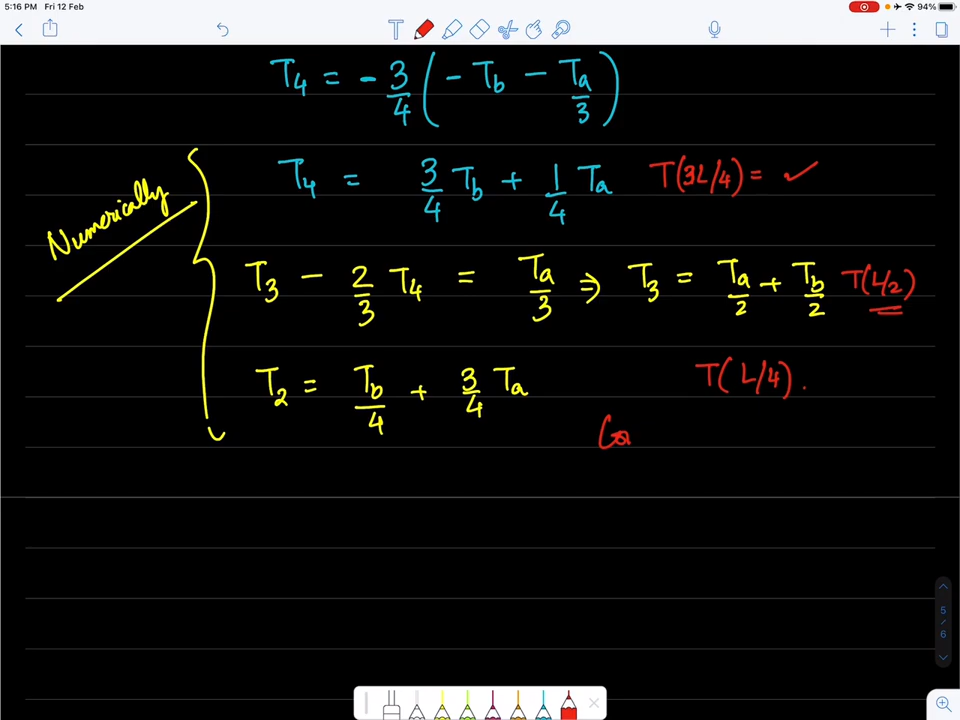 5:16 PM Fri 12 Feb
94%
T4 = - 3/4 ( - Tb - Ta/3 )
T4 = 3/4 Tb + 1/4 Ta T(3L/4) = ✓
Numerically
T3 - 2/3 T4 = Ta/3 ⇒ T3 = Ta/2 + Tb/2 T(L/2)
T2 = Tb/4 + 3/4 Ta T(L/4).
5
/
6